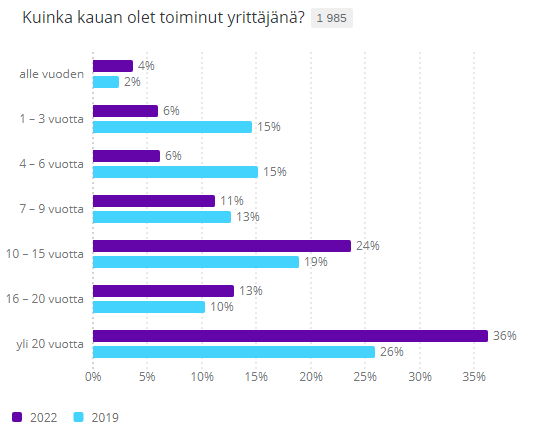 Kuinka kauan olet toiminut yrittäjänä? 1 985
alle vuoden 4%
2%
1 – 3 vuotta 6%
15%
4 – 6 vuotta 6%
15%
7 – 9 vuotta 11%
13%
10 – 15 vuotta 24%
19%
16 – 20 vuotta 13%
10%
yli 20 vuotta 36%
26%
0% 5% 10% 15% 20% 25% 30% 35%
2022 2019